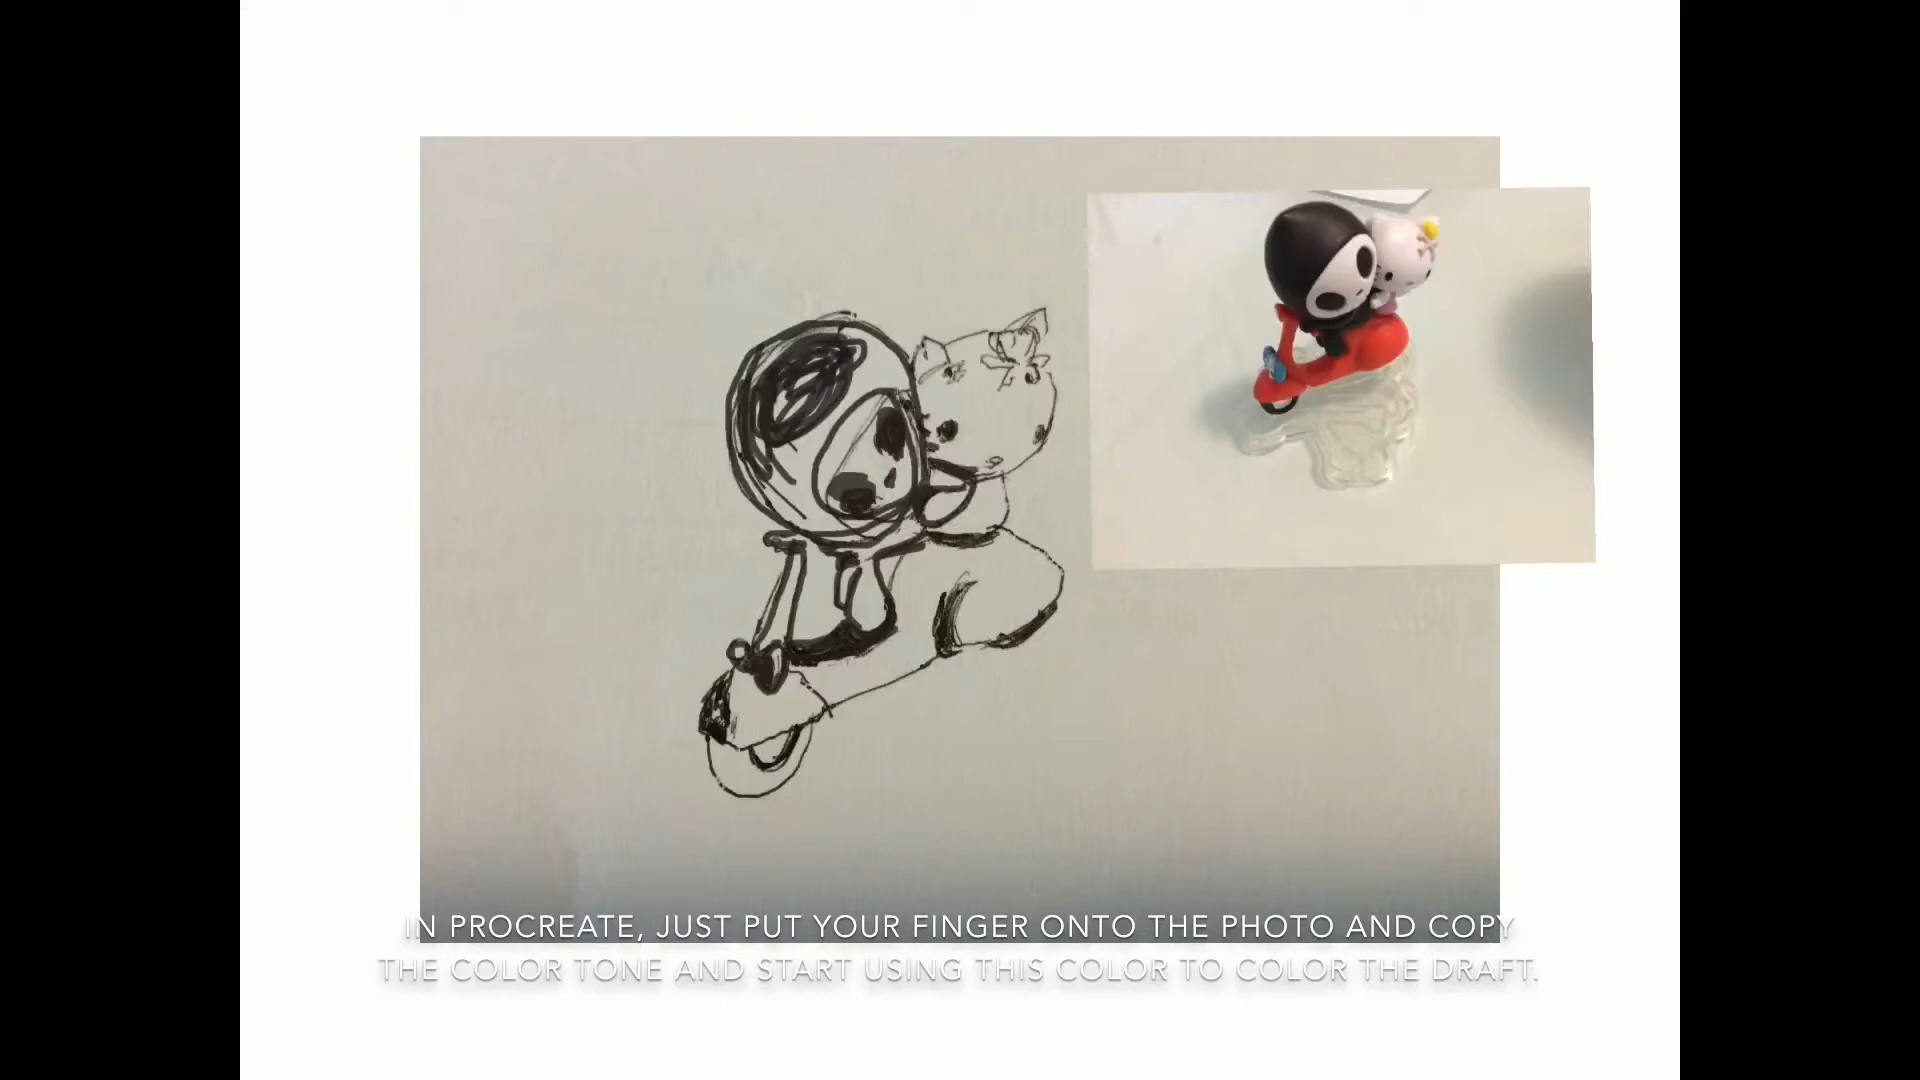 IN PROCREATE, JUST PUT YOUR FINGER ONTO THE PHOTO AND COPY
THE COLOR TONE AND START USING THIS COLOR TO COLOR THE DRAFT.